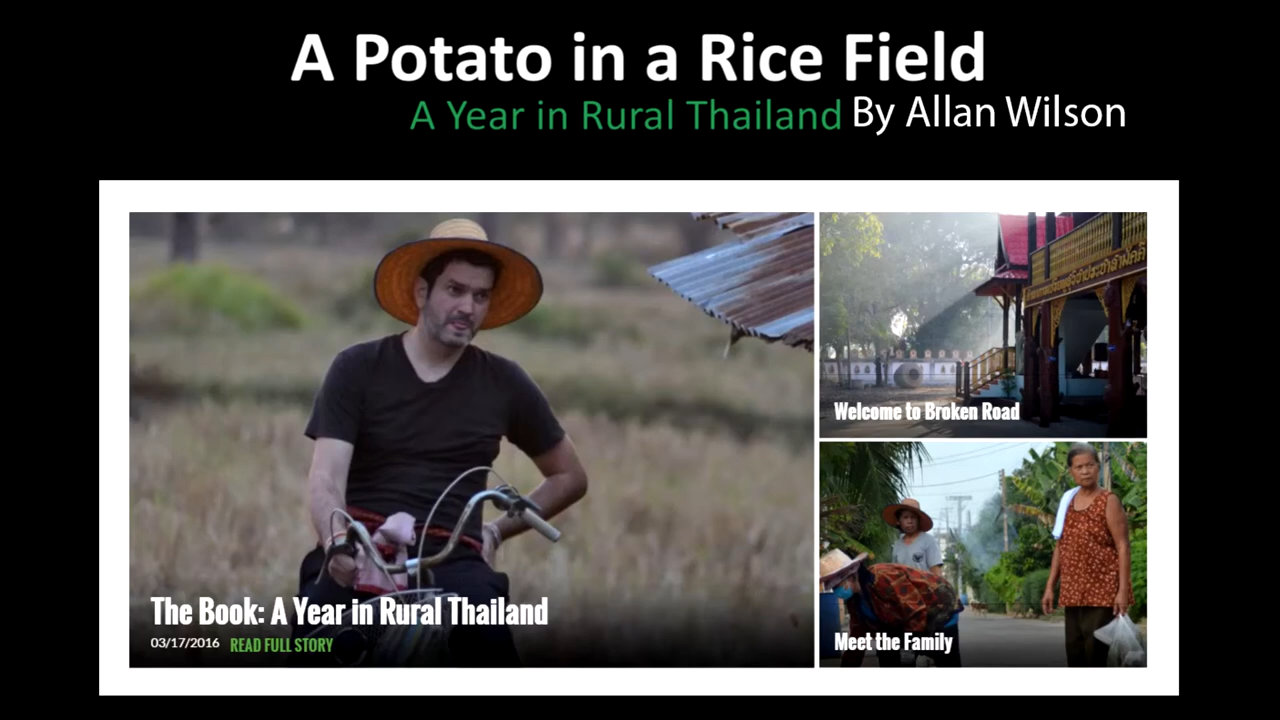 A Potato in a Rice Field
A Year in Rural Thailand By Allan Wilson
The Book: A Year in Rural Thailand
03/17/2016 READ FULL STORY
Welcome to Broken Road
Meet the Family